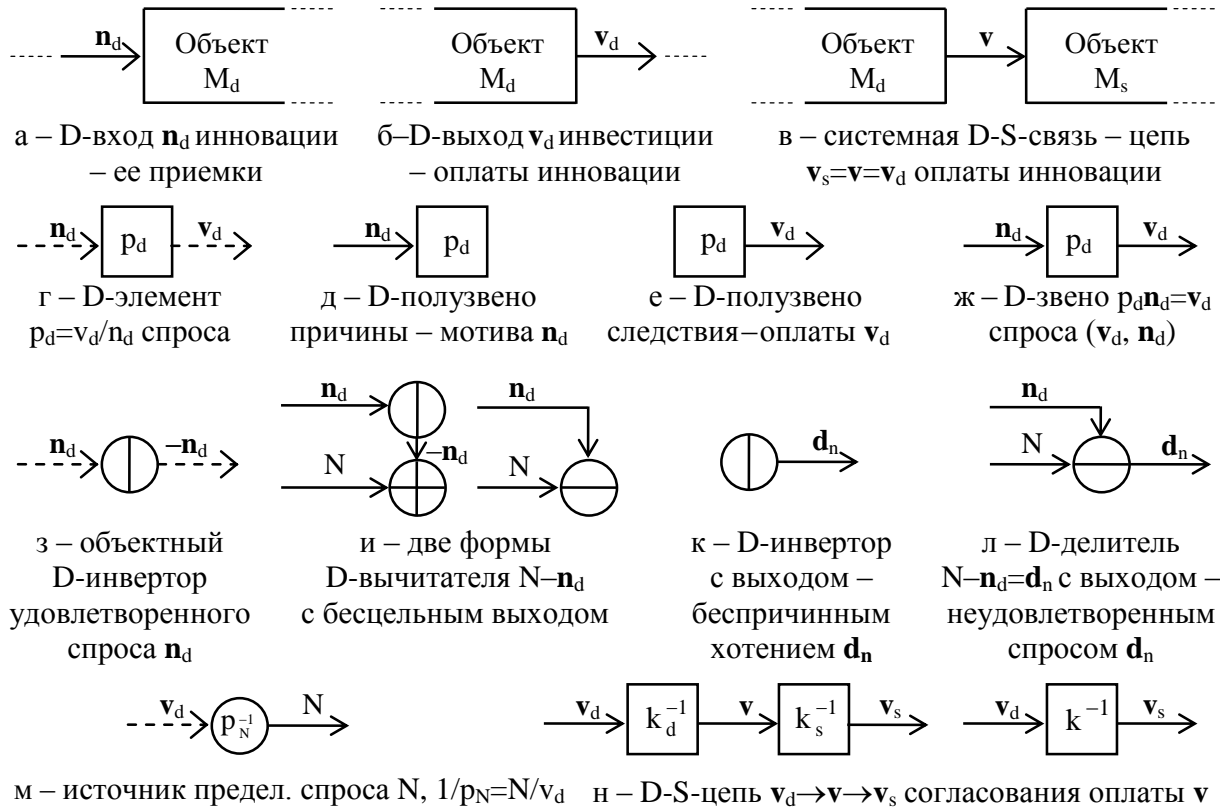 n_d Объект M_d
Объект M_d v_d
Объект M_d v Объект M_s
а – D-вход n_d инновации
– ее приемки
б–D-выход v_d инвестиции
– оплаты инновации
в – системная D-S-связь – цепь
v_s=v=v_d оплаты инновации
n_d p_d v_d
n_d p_d
p_d v_d
n_d p_d v_d
г – D-элемент
p_d=v_d/n_d спроса
д – D-полузвено
причины – мотива n_d
е – D-полузвено
следствия–оплаты v_d
ж – D-звено p_dn_d=v_d
спроса (v_d, n_d)
n_d –n_d
n_d –n_d N
n_d N
d_n
n_d N d_n
з – объектный
D-инвертор
удовлетворенного
спроса n_d
и – две формы
D-вычитателя N–n_d
с бесцельным выходом
к – D-инвертор
с выходом –
беспричинным
хотением d_n
л – D-делитель
N–n_d=d_n с выходом –
неудовлетворенным
спросом d_n
v_d p_N^-1 N
v_d k_d^-1 v k_s^-1 v_s
v_d k^-1 v_s
м – источник предел. спроса N, 1/p_N=N/v_d
н – D-S-цепь v_d→v→v_s согласования оплаты v